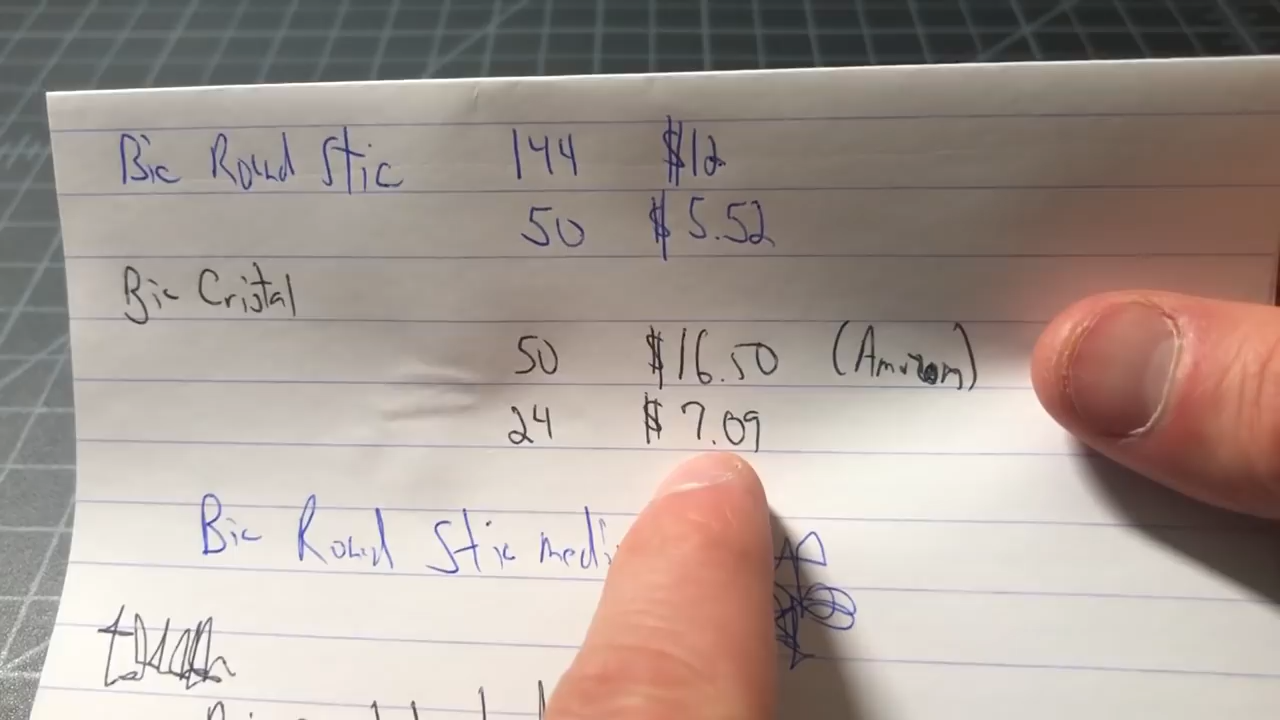 Bic Round Stic 144 $12
50 $5.52
Bic Cristal
50 $16.50 (Amazon)
24 $7.09
Bic Round Stic